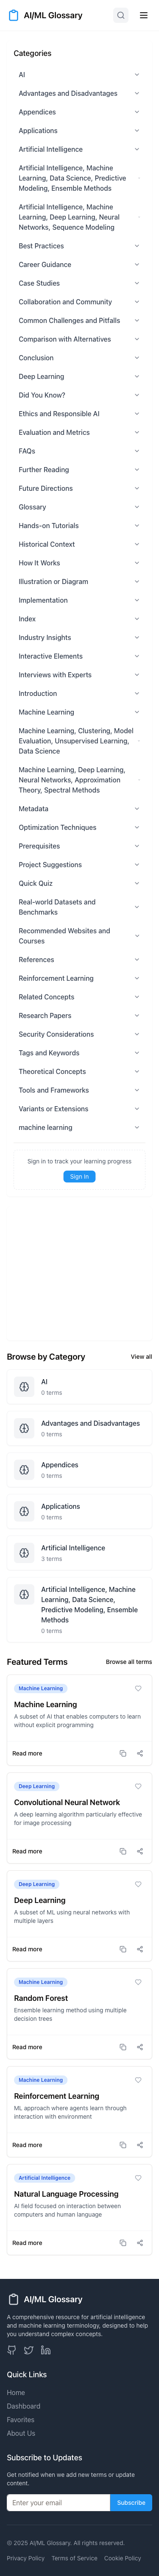 AI/ML Glossary
Categories
AI
Advantages and Disadvantages
Appendices
Applications
Artificial Intelligence
Artificial Intelligence, Machine
Learning, Data Science, Predictive
Modeling, Ensemble Methods
Artificial Intelligence, Machine
Learning, Deep Learning, Neural
Networks, Sequence Modeling
Best Practices
Career Guidance
Case Studies
Collaboration and Community
Common Challenges and Pitfalls
Comparison with Alternatives
Conclusion
Deep Learning
Did You Know?
Ethics and Responsible AI
Evaluation and Metrics
FAQs
Further Reading
Future Directions
Glossary
Hands-on Tutorials
Historical Context
How It Works
Illustration or Diagram
Implementation
Index
Industry Insights
Interactive Elements
Interviews with Experts
Introduction
Machine Learning
Machine Learning, Clustering, Model
Evaluation, Unsupervised Learning,
Data Science
Machine Learning, Deep Learning,
Neural Networks, Approximation
Theory, Spectral Methods
Metadata
Optimization Techniques
Prerequisites
Project Suggestions
Quick Quiz
Real-world Datasets and
Benchmarks
Recommended Websites and
Courses
References
Reinforcement Learning
Related Concepts
Research Papers
Security Considerations
Tags and Keywords
Theoretical Concepts
Tools and Frameworks
Variants or Extensions
machine learning
Sign in to track your learning progress
Sign In
Browse by Category View all
AI
0 terms
Advantages and Disadvantages
0 terms
Appendices
0 terms
Applications
0 terms
Artificial Intelligence
3 terms
Artificial Intelligence, Machine
Learning, Data Science,
Predictive Modeling, Ensemble
Methods
0 terms
Featured Terms Browse all terms
Machine Learning
Machine Learning
A subset of AI that enables computers to learn
without explicit programming
Read more
Deep Learning
Convolutional Neural Network
A deep learning algorithm particularly effective
for image processing
Read more
Deep Learning
Deep Learning
A subset of ML using neural networks with
multiple layers
Read more
Machine Learning
Random Forest
Ensemble learning method using multiple
decision trees
Read more
Machine Learning
Reinforcement Learning
ML approach where agents learn through
interaction with environment
Read more
Artificial Intelligence
Natural Language Processing
AI field focused on interaction between
computers and human language
Read more
AI/ML Glossary
A comprehensive resource for artificial intelligence
and machine learning terminology, designed to help
you understand complex concepts.
Quick Links
Home
Dashboard
Favorites
About Us
Subscribe to Updates
Get notified when we add new terms or update
content.
Enter your email Subscribe
© 2025 AI/ML Glossary. All rights reserved.
Privacy Policy Terms of Service Cookie Policy